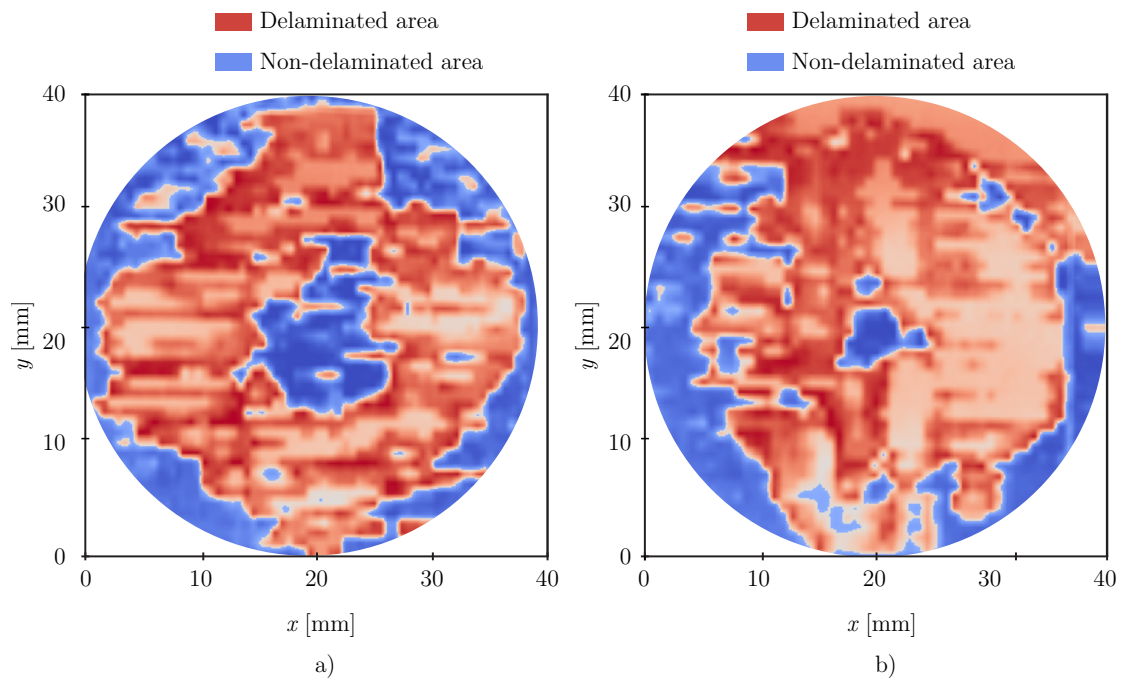 Delaminated area
Non-delaminated area
40
30
20
10
0
y [mm]
0 10 20 30 40
x [mm]
a)
Delaminated area
Non-delaminated area
40
30
20
10
0
y [mm]
0 10 20 30 40
x [mm]
b)